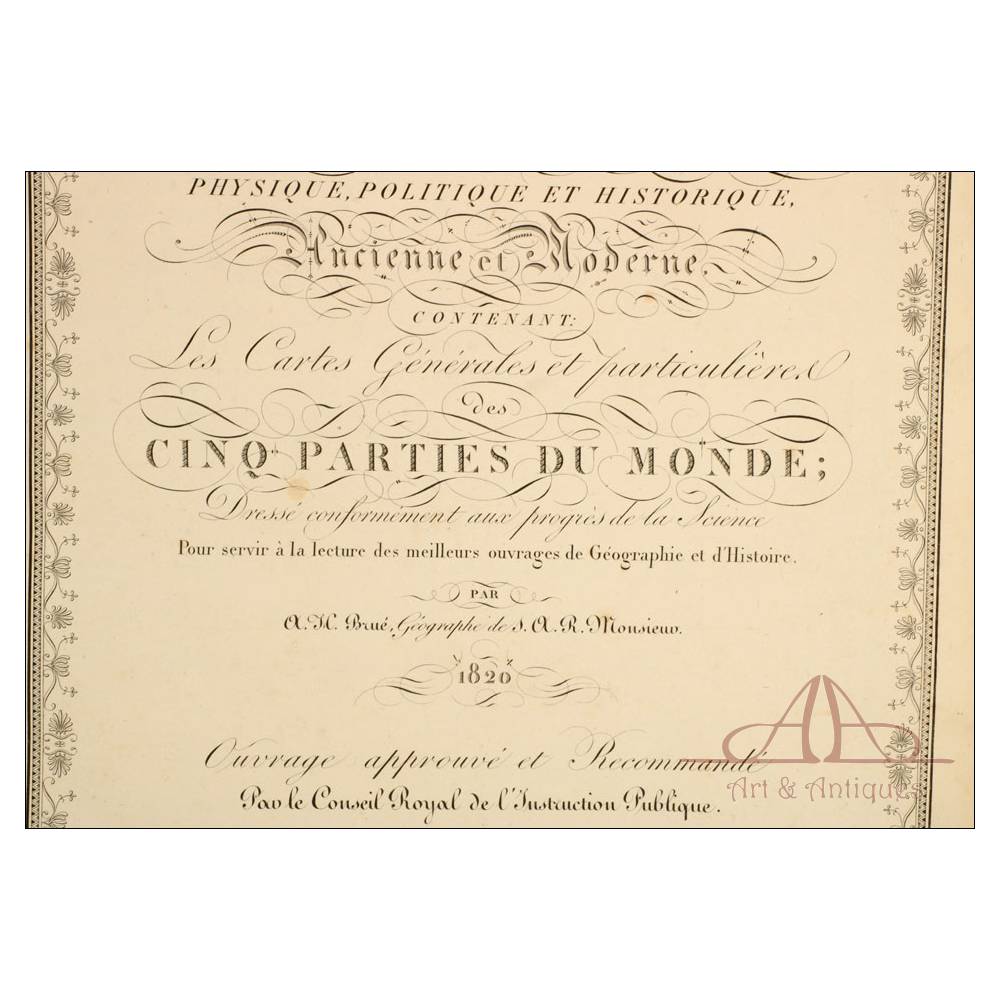 PHYSIQUE, POLITIQUE ET HISTORIQUE,
Ancienne et Moderne,
CONTENANT:
Les Cartes Générales et particulières
des
CINQ PARTIES DU MONDE;
Dressé conformément aux progrès de la Science
Pour servir à la lecture des meilleurs ouvrages de Géographie et d'Histoire.
PAR
A. H. Brué, Géographe de S. A. R. Monsieur.
1820
Ouvrage approuvé et Recommandé
Par le Conseil Royal de l'Instruction Publique.
Art & Antiques